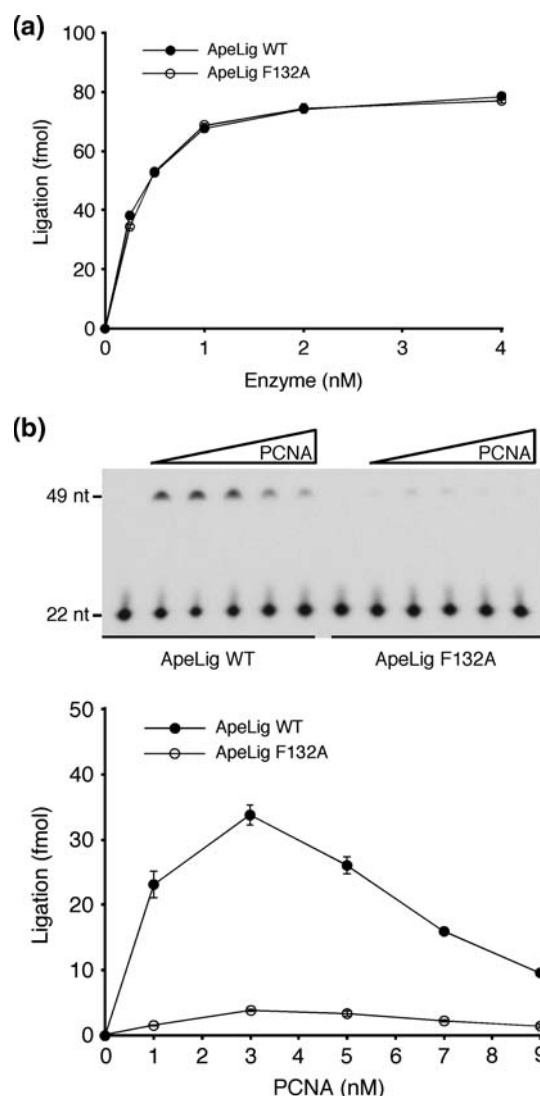 (a)
100
80
60
40
20
0
Ligation (fmol)
ApeLig WT
ApeLig F132A
0 1 2 3 4
Enzyme (nM)
(b)
PCNA PCNA
49 nt
22 nt
ApeLig WT ApeLig F132A
50
40
30
20
10
0
Ligation (fmol)
ApeLig WT
ApeLig F132A
0 1 2 3 4 5 6 7 8 9
PCNA (nM)